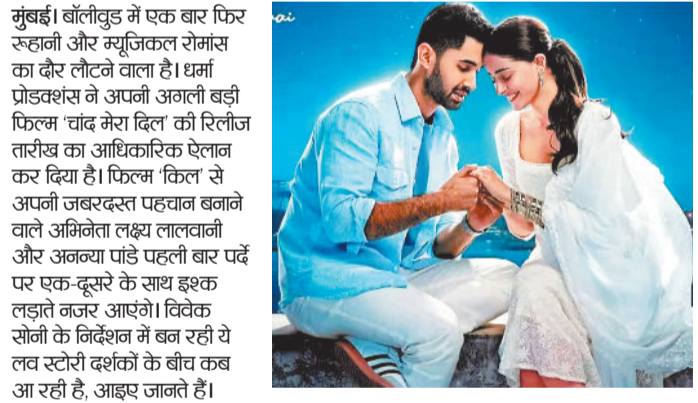 मुंबई। बॉलीवुड में एक बार फिर
रूहानी और म्यूजिकल रोमांस
का दौर लौटने वाला है। धर्मा
प्रोडक्शंस ने अपनी अगली बड़ी
फिल्म ‘चांद मेरा दिल’ की रिलीज
तारीख का आधिकारिक ऐलान
कर दिया है। फिल्म ‘किल’ से
अपनी जबरदस्त पहचान बनाने
वाले अभिनेता लक्ष्य लालवानी
और अनन्या पांडे पहली बार पर्दे
पर एक-दूसरे के साथ इश्क
लड़ाते नजर आएंगे। विवेक
सोनी के निर्देशन में बन रही ये
लव स्टोरी दर्शकों के बीच कब
आ रही है, आइए जानते हैं।